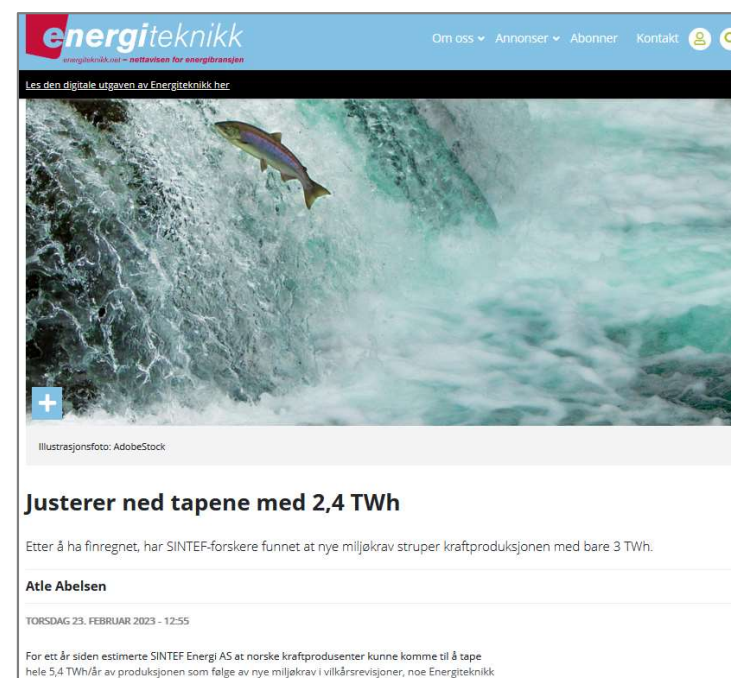 energiteknikk
energiteknikk.net – nettavisen for energibransjen
Om oss Annonser Abonner Kontakt
Les den digitale utgaven av Energiteknikk her
Illustrasjonsfoto: AdobeStock
Justerer ned tapene med 2,4 TWh
Etter å ha finregnet, har SINTEF-forskere funnet at nye miljøkrav struper kraftproduksjonen med bare 3 TWh.
Atle Abelsen
TORSDAG 23. FEBRUAR 2023 - 12:55
For ett år siden estimerte SINTEF Energi AS at norske kraftprodusenter kunne komme til å tape
hele 5,4 TWh/år av produksjonen som følge av nye miljøkrav i vilkårsrevisjoner, noe Energiteknikk